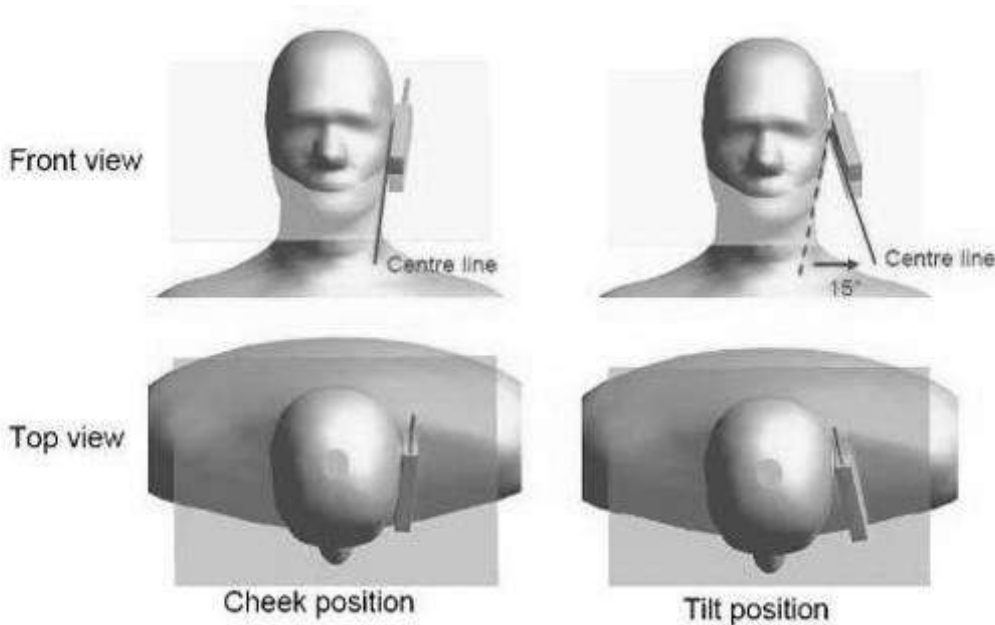 Front view
Centre line
Centre line
15°
Top view
Cheek position
Tilt position